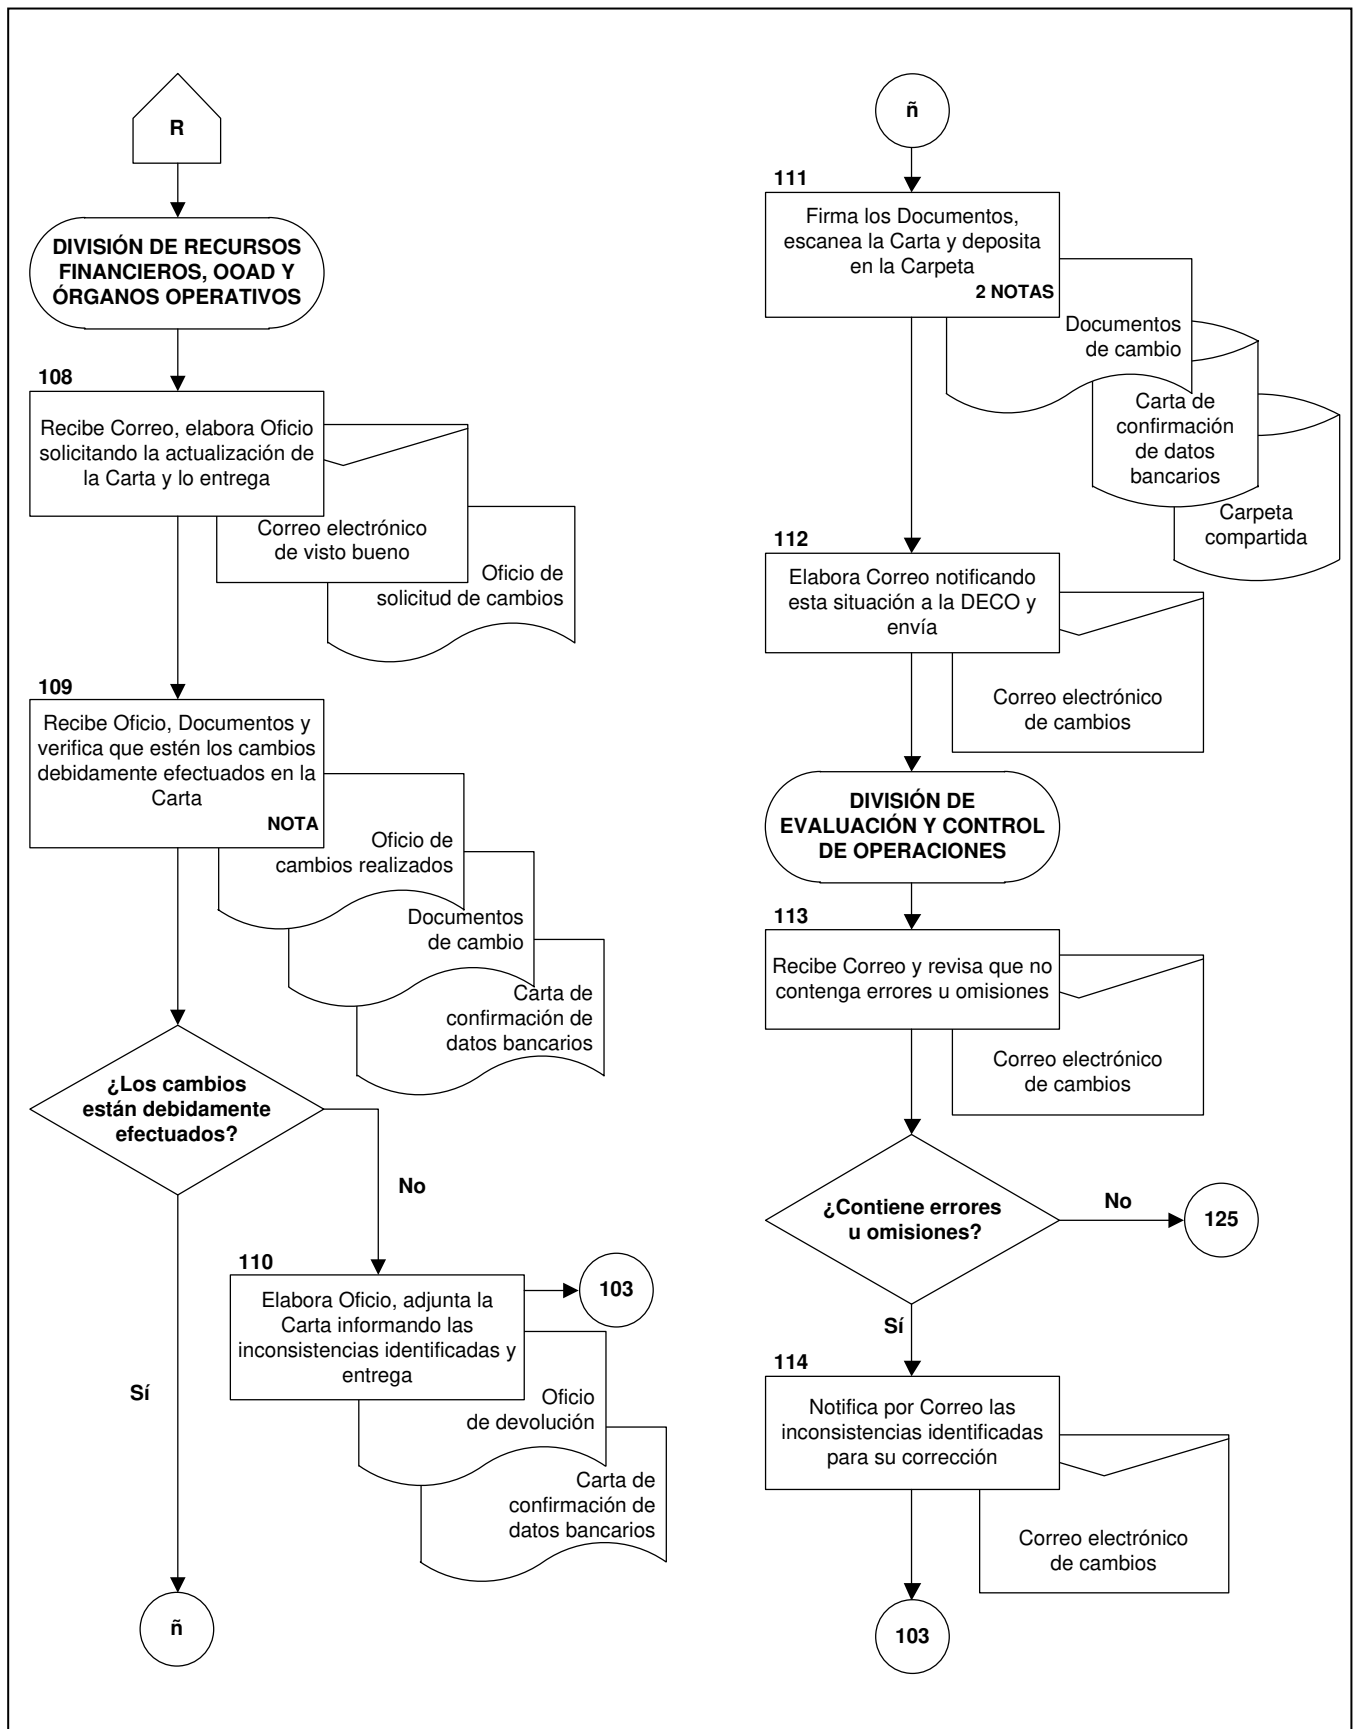 R
DIVISIÓN DE RECURSOS
FINANCIEROS, OOAD Y
ÓRGANOS OPERATIVOS
108
Recibe Correo, elabora Oficio
solicitando la actualización de
la Carta y lo entrega
Correo electrónico
de visto bueno
Oficio de
solicitud de cambios
109
Recibe Oficio, Documentos y
verifica que estén los cambios
debidamente efectuados en la
Carta
NOTA
Oficio de
cambios realizados
Documentos
de cambio
Carta de
confirmación de
datos bancarios
¿Los cambios
están debidamente
efectuados?
No
110
Elabora Oficio, adjunta la
Carta informando las
inconsistencias identificadas y
entrega
103
Oficio
de devolución
Carta de
confirmación de
datos bancarios
Sí
ñ
ñ
111
Firma los Documentos,
escanea la Carta y deposita
en la Carpeta
2 NOTAS
Documentos
de cambio
Carta de
confirmación
de datos
bancarios
Carpeta
compartida
112
Elabora Correo notificando
esta situación a la DECO y
envía
Correo electrónico
de cambios
DIVISIÓN DE
EVALUACIÓN Y CONTROL
DE OPERACIONES
113
Recibe Correo y revisa que no
contenga errores u omisiones
Correo electrónico
de cambios
¿Contiene errores
u omisiones?
No
125
Sí
114
Notifica por Correo las
inconsistencias identificadas
para su corrección
Correo electrónico
de cambios
103